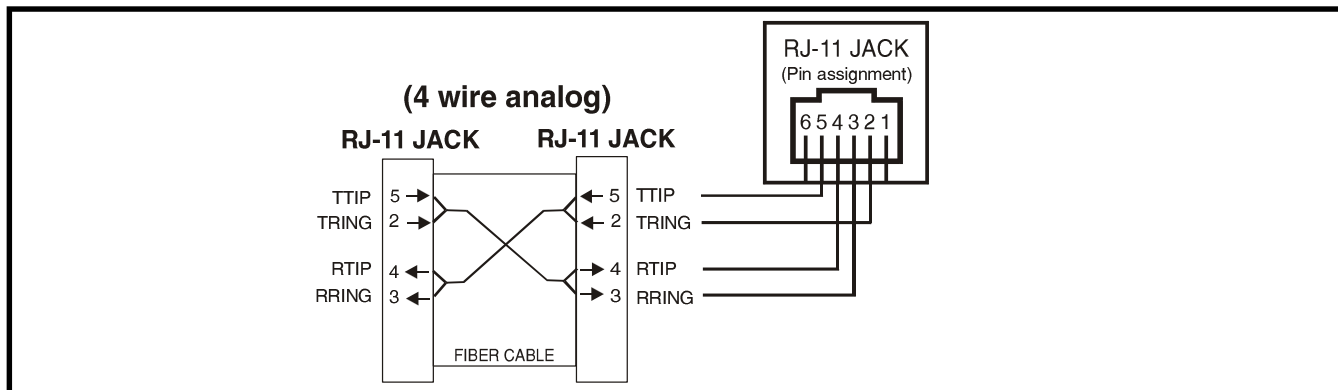 RJ-11 JACK
(Pin assignment)
6 5 4 3 2 1
(4 wire analog)
RJ-11 JACK RJ-11 JACK
TTIP 5 5 TTIP
TRING 2 2 TRING
RTIP 4 4 RTIP
RRING 3 3 RRING
FIBER CABLE